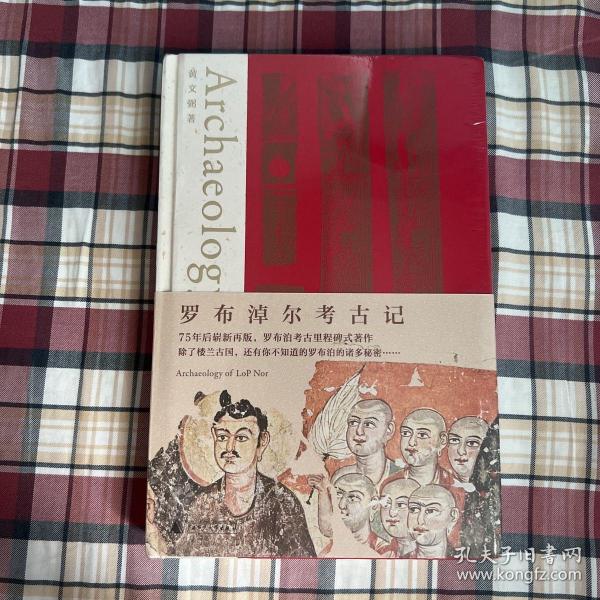 黄文弼著
Archaeology
罗布淖尔考古记
75年后崭新再版，罗布泊考古里程碑式著作
除了楼兰古国，还有你不知道的罗布泊的诸多秘密……
Archaeology of LoP Nor
孔夫子旧书网
www.kongfz.com